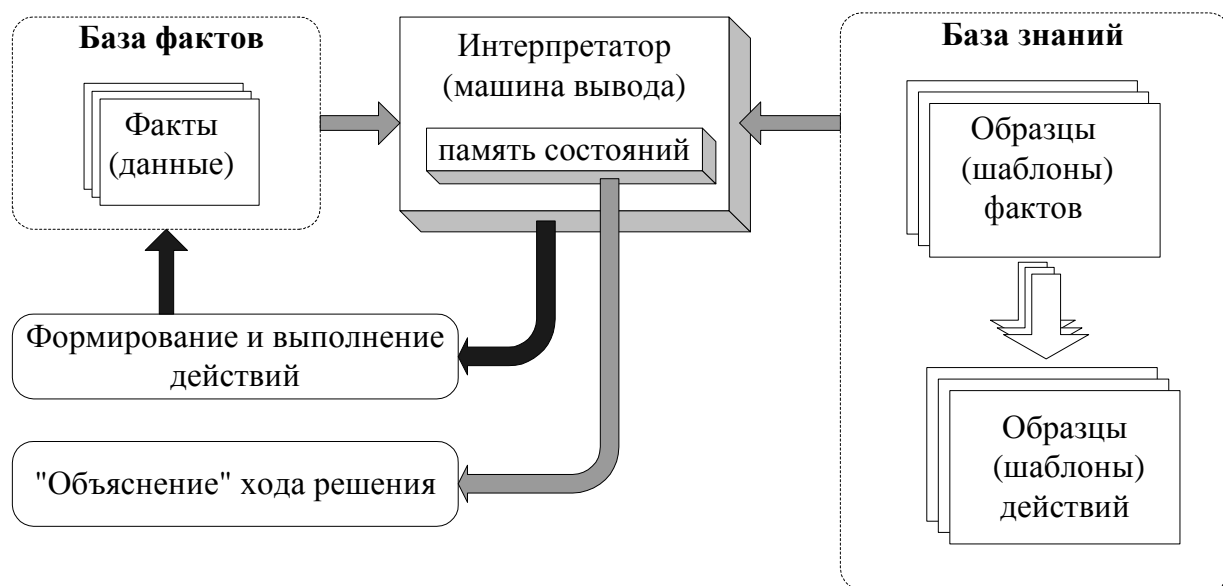 База фактов
Факты
(данные)
Интерпретатор
(машина вывода)
память состояний
База знаний
Образцы
(шаблоны)
фактов
Формирование и выполнение
действий
"Объяснение" хода решения
Образцы
(шаблоны)
действий